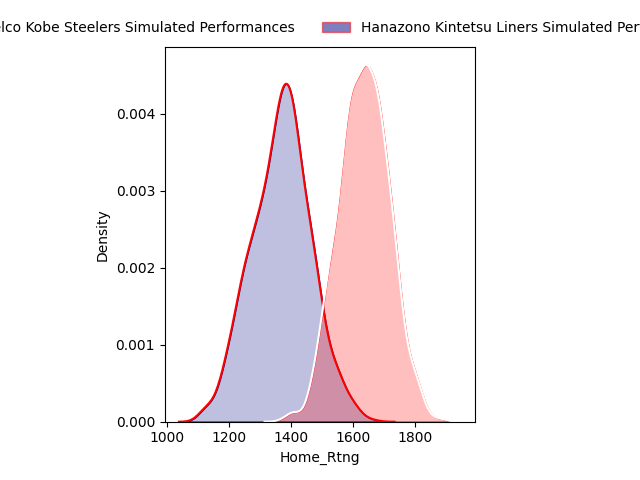 lco Kobe Steelers Simulated Performances Hanazono Kintetsu Liners Simulated Per
0.004
0.003
0.002
0.001
0.000
Density
1000 1200 1400 1600 1800
Home_Rtng